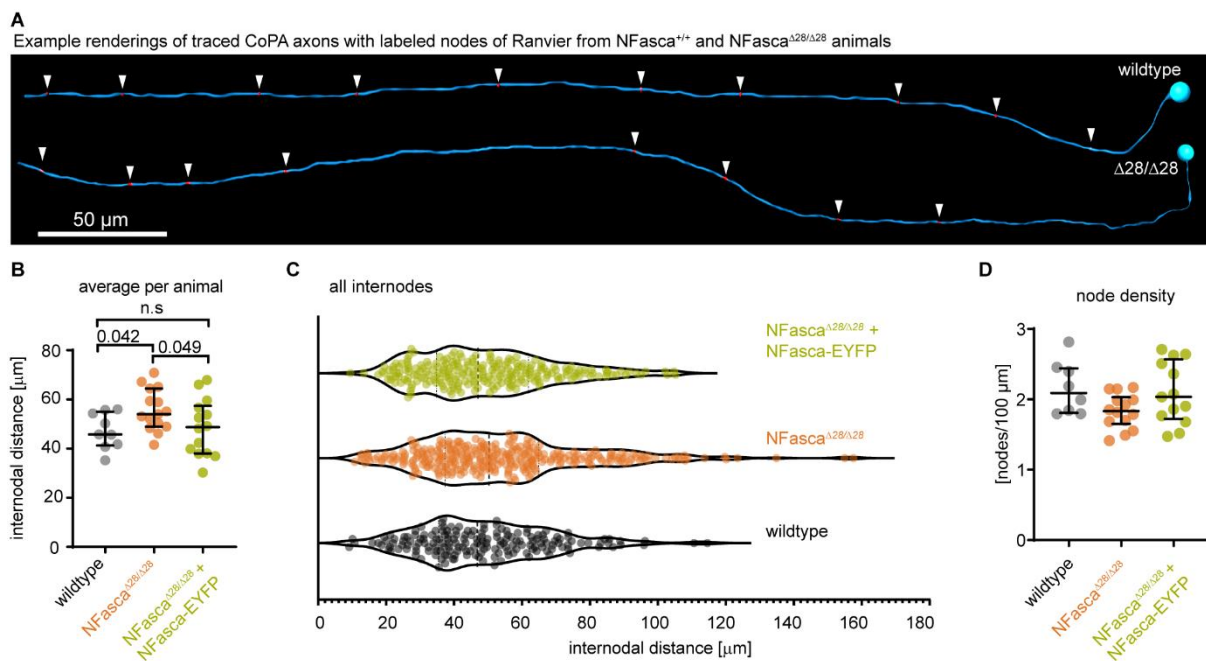 A
Example renderings of traced CoPA axons with labeled nodes of Ranvier from NFasca+/+ and NFascaΔ28/Δ28 animals
wildtype
Δ28/Δ28
50 µm
B
average per animal
n.s
0.042
0.049
80
60
40
20
0
internodal distance [µm]
wildtype
NFascaΔ28/Δ28
NFascaΔ28/Δ28 +
NFasca-EYFP
C
all internodes
NFascaΔ28/Δ28 +
NFasca-EYFP
NFascaΔ28/Δ28
wildtype
0 20 40 60 80 100 120 140 160 180
internodal distance [µm]
D
node density
3
2
1
0
[nodes/100 µm]
wildtype
NFascaΔ28/Δ28
NFascaΔ28/Δ28 +
NFasca-EYFP